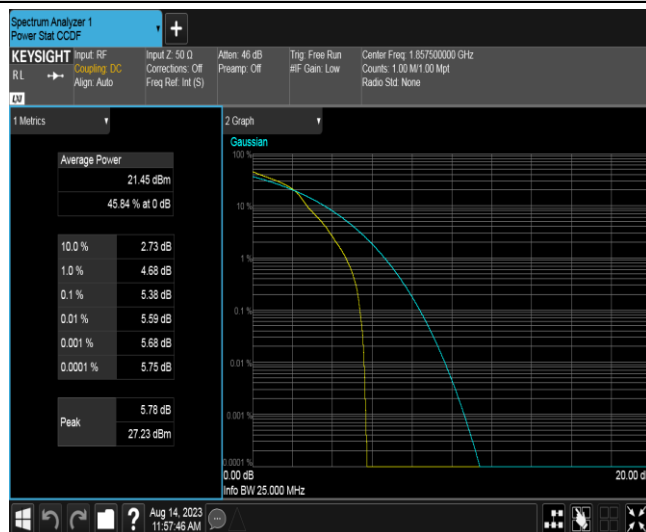 Spectrum Analyzer 1
Power Stat CCDF
+
KEYSIGHT Input: RF Input Z: 50 Ω Atten: 46 dB Trig: Free Run Center Freq: 1.857500000 GHz
RL Coupling: DC Corrections: Off Preamp: Off #IF Gain: Low Counts: 1.00 M/1.00 Mpt
Align: Auto Freq Ref: Int (S) Radio Std: None
LXI
1 Metrics
Average Power
21.45 dBm
45.84 % at 0 dB
10.0 % 2.73 dB
1.0 % 4.68 dB
0.1 % 5.38 dB
0.01 % 5.59 dB
0.001 % 5.68 dB
0.0001 % 5.75 dB
Peak 5.78 dB
27.23 dBm
2 Graph
Gaussian
100 %
10 %
1 %
0.1 %
0.01 %
0.001 %
0.0001 %
0.00 dB 20.00 d
Info BW 25.000 MHz
? Aug 14, 2023
11:57:46 AM